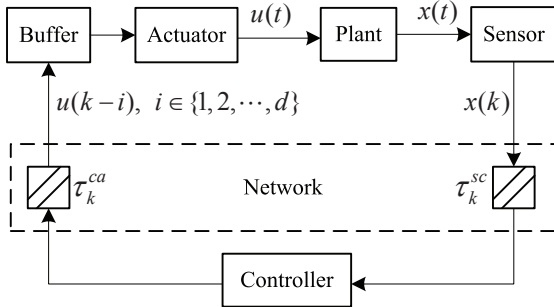 Buffer
Actuator
u(t)
Plant
x(t)
Sensor
u(k−i), i∈{1,2,⋯,d}
x(k)
τ_k^{ca}
Network
τ_k^{sc}
Controller